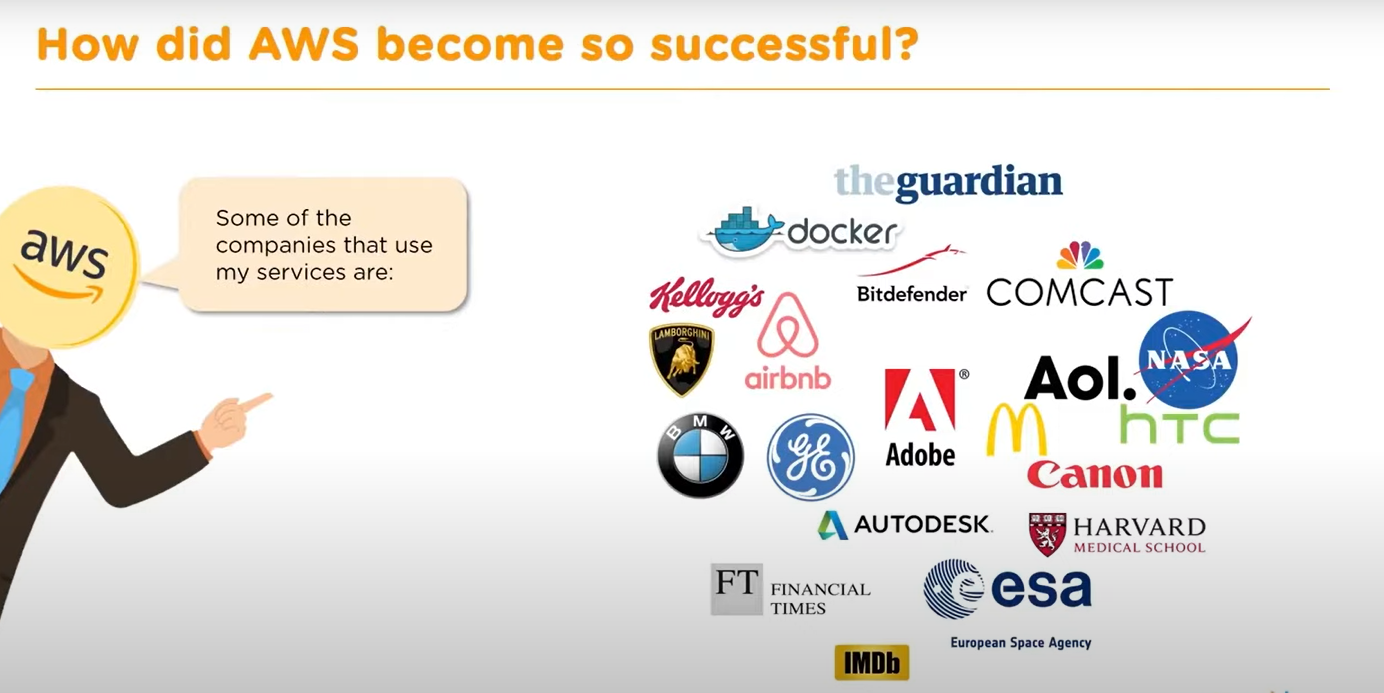 How did AWS become so successful?
aws
Some of the
companies that use
my services are:
theguardian
docker
Bitdefender
COMCAST
Kellogg's
LAMBORGHINI
airbnb
NASA
Aol.
®
Adobe
hTC
BMW
GE
Canon
AUTODESK.
HARVARD
MEDICAL SCHOOL
FT FINANCIAL
TIMES
esa
European Space Agency
IMDb